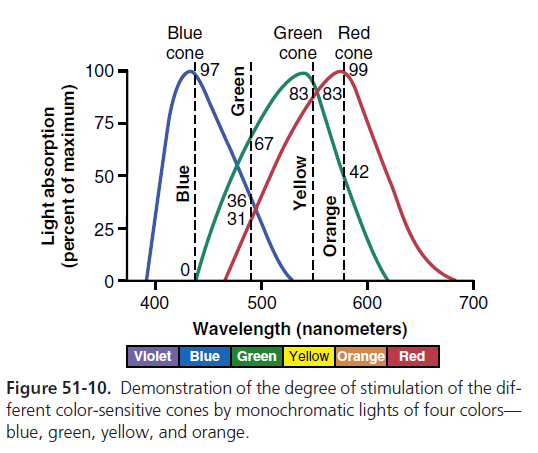 Blue cone
Green cone
Red cone
Light absorption
(percent of maximum)
100
75
50
25
0
97
99
83
83
67
42
36
31
0
Blue
Green
Yellow
Orange
400
500
600
700
Wavelength (nanometers)
Violet Blue Green Yellow Orange Red
Figure 51-10. Demonstration of the degree of stimulation of the dif-
ferent color-sensitive cones by monochromatic lights of four colors—
blue, green, yellow, and orange.